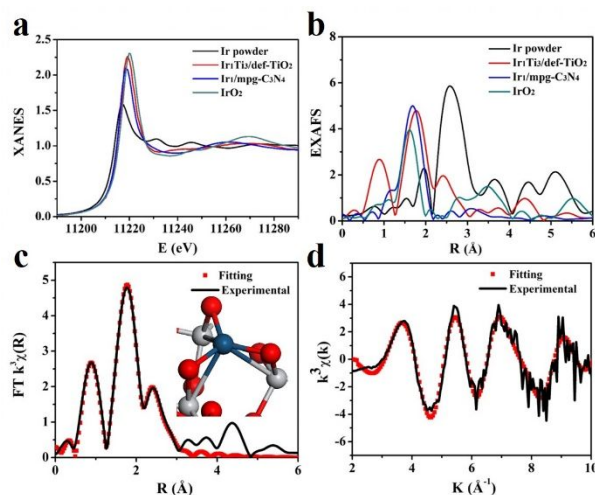 a
2.5
2.0
1.5
1.0
0.5
0.0
XANES
Ir powder
Ir₁Ti₃/def-TiO₂
Ir₁/mpg-C₃N₄
IrO₂
11200 11220 11240 11260 11280
E (eV)
b
8
7
6
5
4
3
2
1
0
EXAFS
Ir powder
Ir₁Ti₃/def-TiO₂
Ir₁/mpg-C₃N₄
IrO₂
0 1 2 3 4 5 6
R (Å)
c
6
5
4
3
2
1
0
FT k³χ(R)
Fitting
Experimental
0 2 4 6
R (Å)
d
6
4
2
0
-2
-4
-6
k³χ(k)
Fitting
Experimental
2 4 6 8 10
K (Å⁻¹)